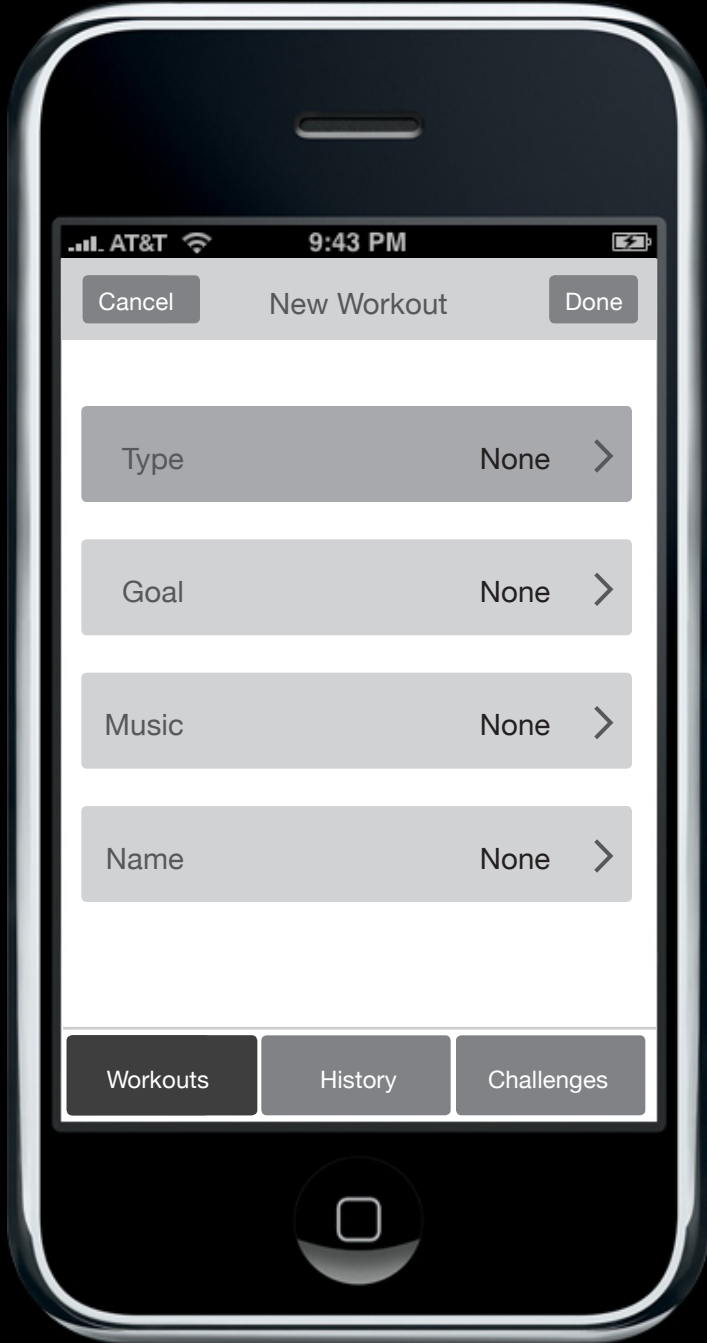 AT&T 9:43 PM
Cancel New Workout Done
Type None
Goal None
Music None
Name None
Workouts History Challenges